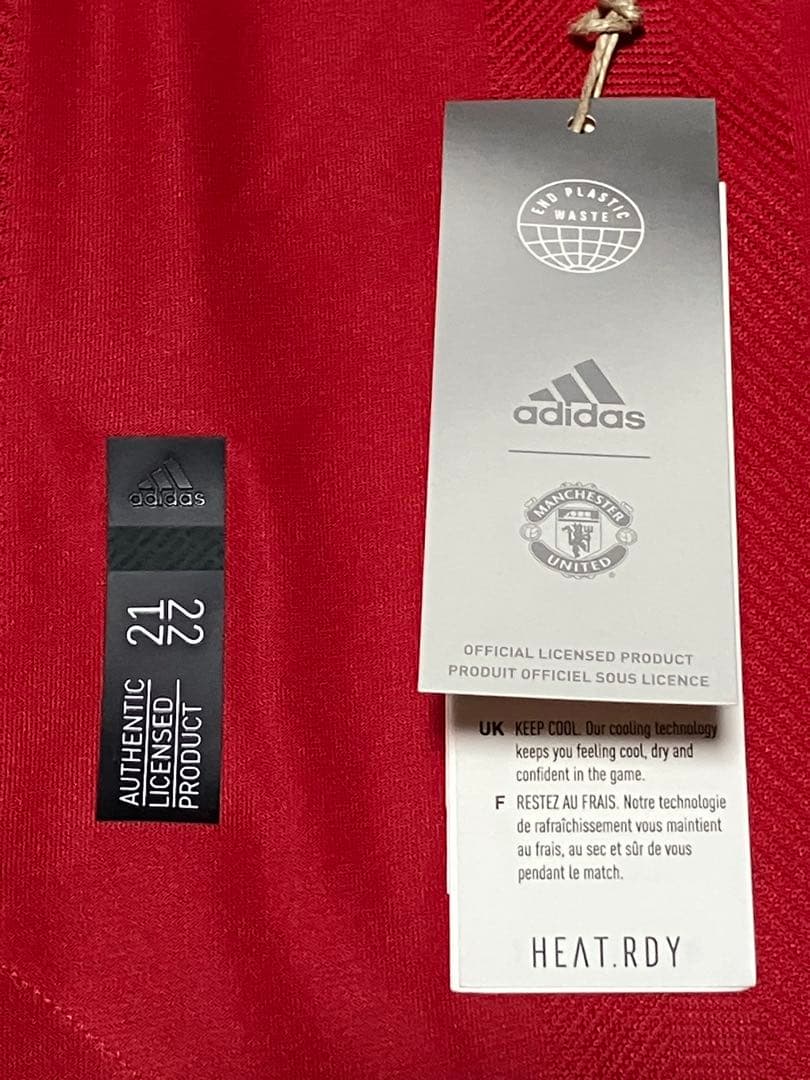 END PLASTIC
WASTE
adidas
MANCHESTER
UNITED
OFFICIAL LICENSED PRODUCT
PRODUIT OFFICIEL SOUS LICENCE
UK KEEP COOL. Our cooling technology
keeps you feeling cool, dry and
confident in the game.
F RESTEZ AU FRAIS. Notre technologie
de rafraîchissement vous maintient
au frais, au sec et sûr de vous
pendant le match.
HEAT.RDY
adidas
21
22
AUTHENTIC
LICENSED
PRODUCT